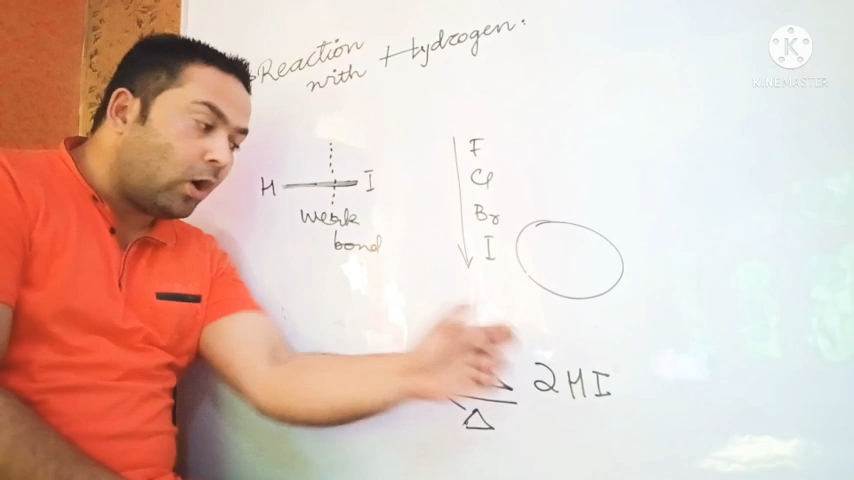 Reaction
with Hydrogen.
H I
weak
bond
F
Cl
Br
I
2HI
Δ
K
KINEMASTER